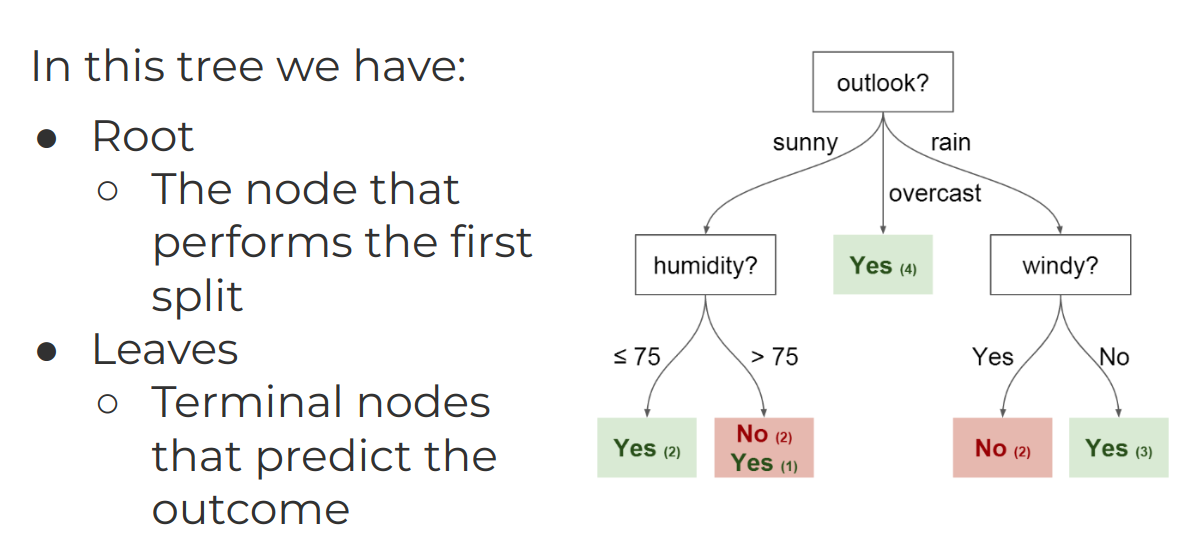 In this tree we have:
● Root
○ The node that
performs the first
split
● Leaves
○ Terminal nodes
that predict the
outcome
outlook?
sunny
rain
overcast
humidity?
Yes (4)
windy?
≤ 75
> 75
Yes
No
Yes (2)
No (2)
Yes (1)
No (2)
Yes (3)